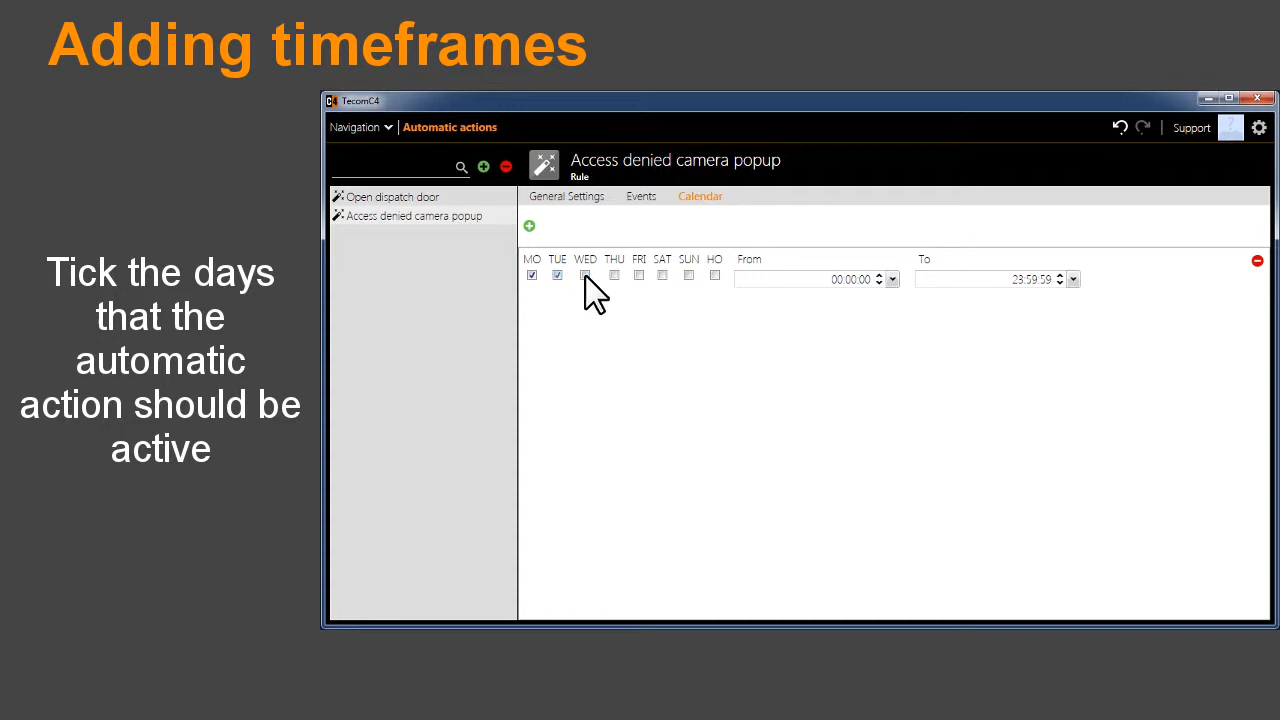 Adding timeframes
TecomC4
Navigation Automatic actions Support
Access denied camera popup
Rule
Open dispatch door
Access denied camera popup
General Settings Events Calendar
MO TUE WED THU FRI SAT SUN HO From To
00:00:00 23:59:59
Tick the days
that the
automatic
action should be
active